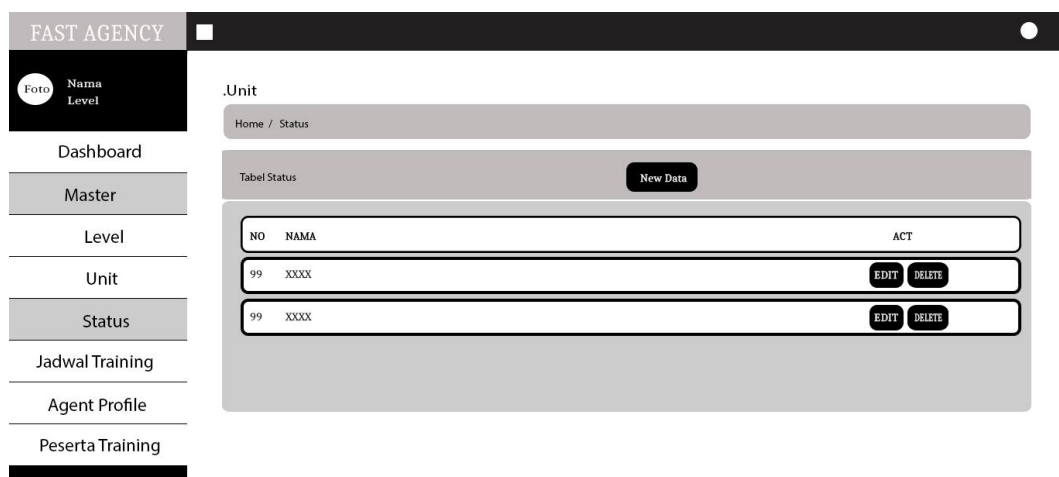 FAST AGENCY
Foto
Nama
Level
Dashboard
Master
Level
Unit
Status
Jadwal Training
Agent Profile
Peserta Training
.Unit
Home / Status
Tabel Status
New Data
NO NAMA ACT
99 XXXX EDIT DELETE
99 XXXX EDIT DELETE